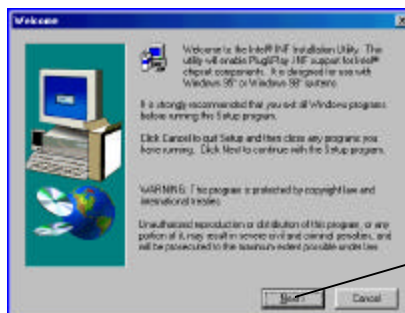 Welcome
Welcome to the Intel® INF Installation Utility. This
utility will enable Plug&Play INF support for Intel®
chipset components. It is designed for use with
Windows 95* or Windows 98* systems.
It is strongly recommended that you exit all Windows programs
before running this Setup program.
Click Cancel to quit Setup and then close any programs you
have running. Click Next to continue with the Setup program.
WARNING: This program is protected by copyright law and
international treaties.
Unauthorized reproduction or distribution of this program, or any
portion of it, may result in severe civil and criminal penalties, and
will be prosecuted to the maximum extent possible under law.
Next >
Cancel